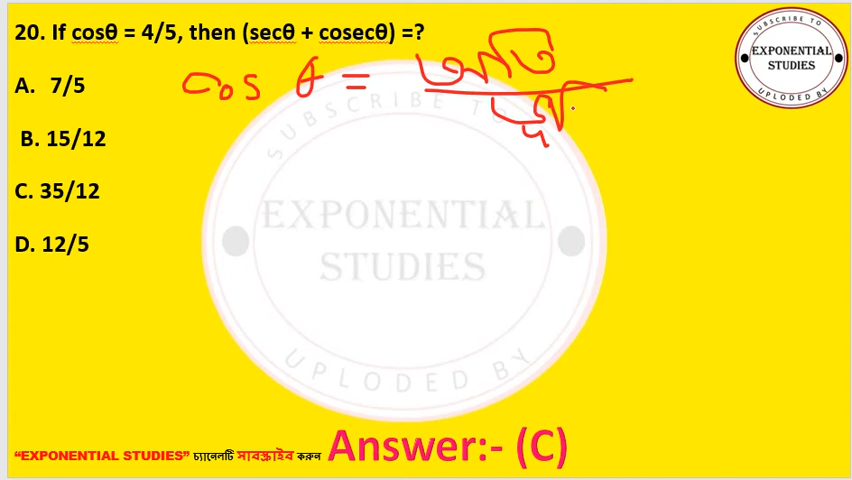 20. If cosθ = 4/5, then (secθ + cosecθ) =?
A. 7/5
B. 15/12
C. 35/12
D. 12/5
cos θ =
SUBSCRIBE TO
EXPONENTIAL
STUDIES
UPLODED BY
SUBSCRIBE TO
EXPONENTIAL
STUDIES
UPLODED BY
Answer:- (C)
“EXPONENTIAL STUDIES” চ্যানেলটি সাবস্ক্রাইব করুন